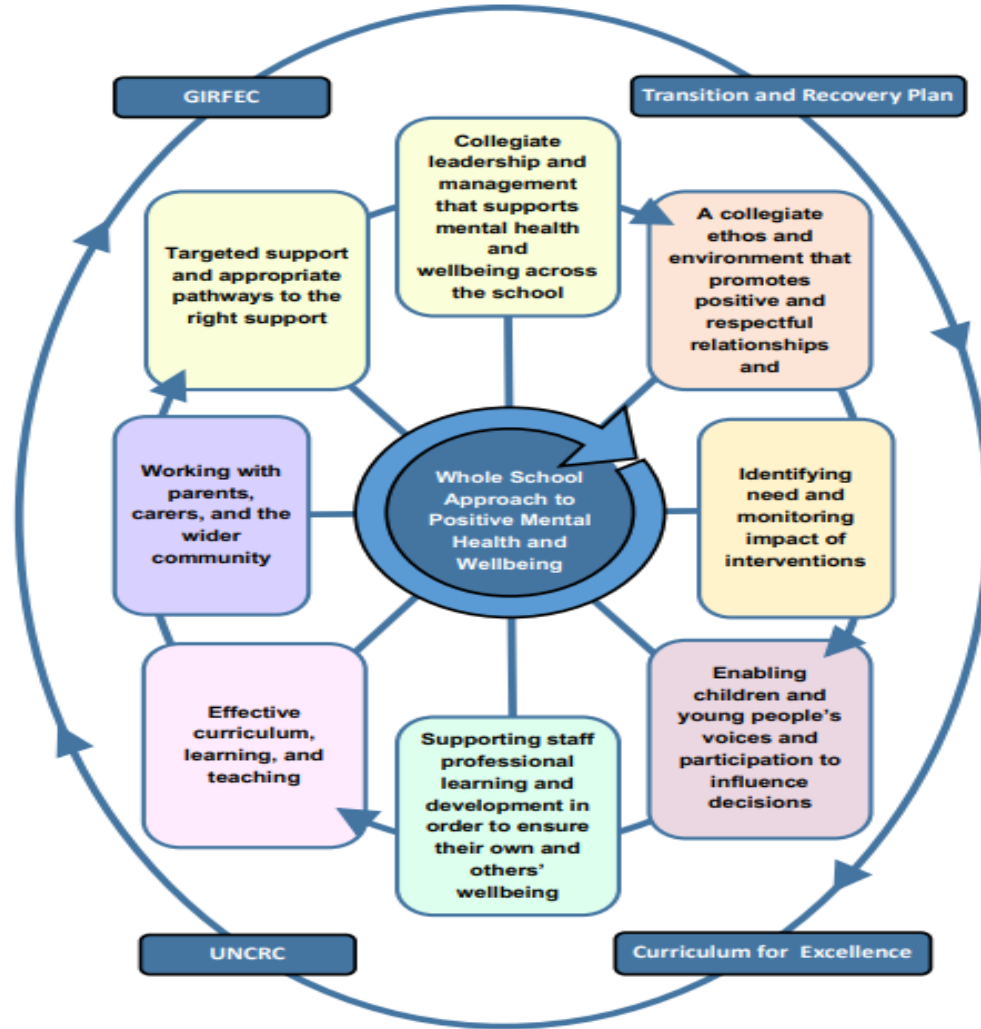 GIRFEC
Transition and Recovery Plan
Collegiate
leadership and
management
that supports
mental health
and
wellbeing across
the school
A collegiate
ethos and
environment that
promotes
positive and
respectful
relationships
and
Identifying
need and
monitoring
impact of
interventions
Enabling
children and
young people’s
voices and
participation to
influence
decisions
Supporting staff
professional
learning and
development in
order to ensure
their own and
others’
wellbeing
Effective
curriculum,
learning, and
teaching
Working with
parents,
carers, and the
wider
community
Targeted support
and appropriate
pathways to the
right support
Whole School
Approach to
Positive Mental
Health and
Wellbeing
UNCRC
Curriculum for Excellence